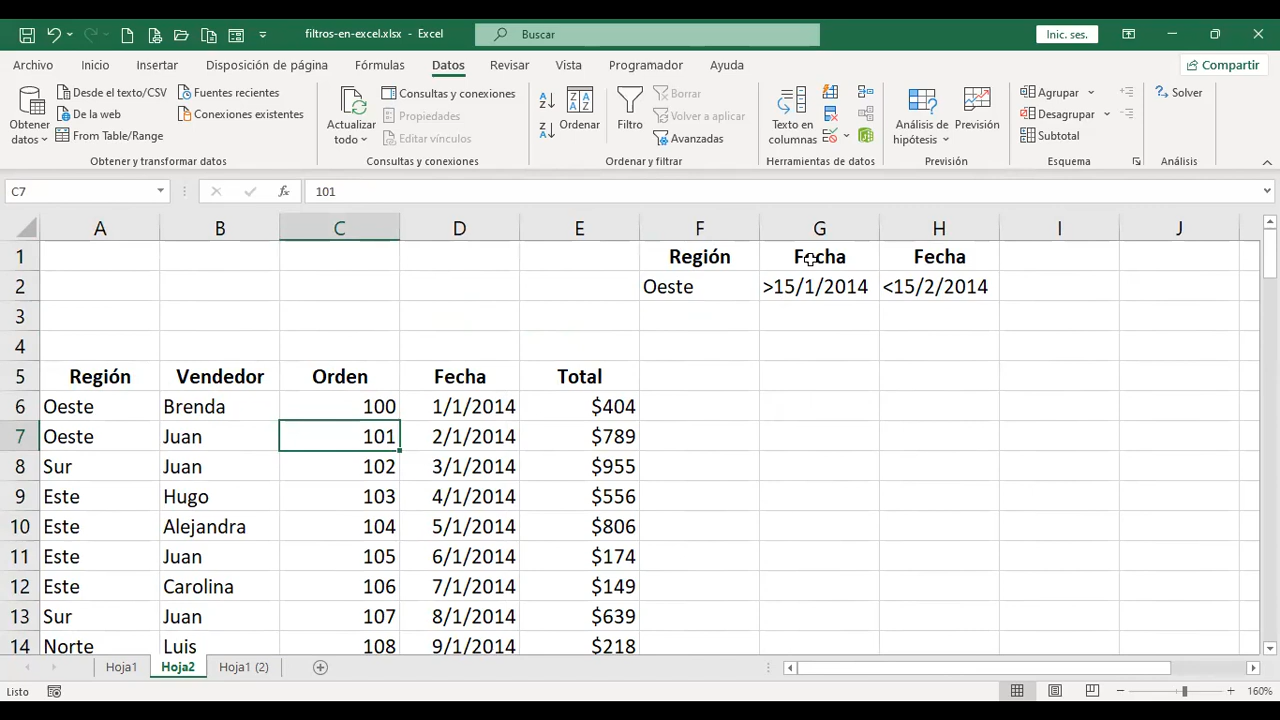 filtros-en-excel.xlsx - Excel
Buscar
Inic. ses.
Archivo Inicio Insertar Disposición de página Fórmulas Datos Revisar Vista Programador Ayuda
Compartir
Obtener datos
Desde el texto/CSV
De la web
From Table/Range
Fuentes recientes
Conexiones existentes
Obtener y transformar datos
Actualizar todo
Consultas y conexiones
Propiedades
Editar vínculos
Consultas y conexiones
Ordenar
Filtro
Borrar
Volver a aplicar
Avanzadas
Ordenar y filtrar
Texto en columnas
Herramientas de datos
Análisis de hipótesis
Previsión
Previsión
Agrupar
Desagrupar
Subtotal
Esquema
Solver
Análisis
C7 fx 101
A B C D E F G H I J
1 Región Fecha Fecha
2 Oeste >15/1/2014 <15/2/2014
3
4
5 Región Vendedor Orden Fecha Total
6 Oeste Brenda 100 1/1/2014 $404
7 Oeste Juan 101 2/1/2014 $789
8 Sur Juan 102 3/1/2014 $955
9 Este Hugo 103 4/1/2014 $556
10 Este Alejandra 104 5/1/2014 $806
11 Este Juan 105 6/1/2014 $174
12 Este Carolina 106 7/1/2014 $149
13 Sur Juan 107 8/1/2014 $639
14 Norte Luis 108 9/1/2014 $218
Hoja1 Hoja2 Hoja1 (2)
Listo
160%